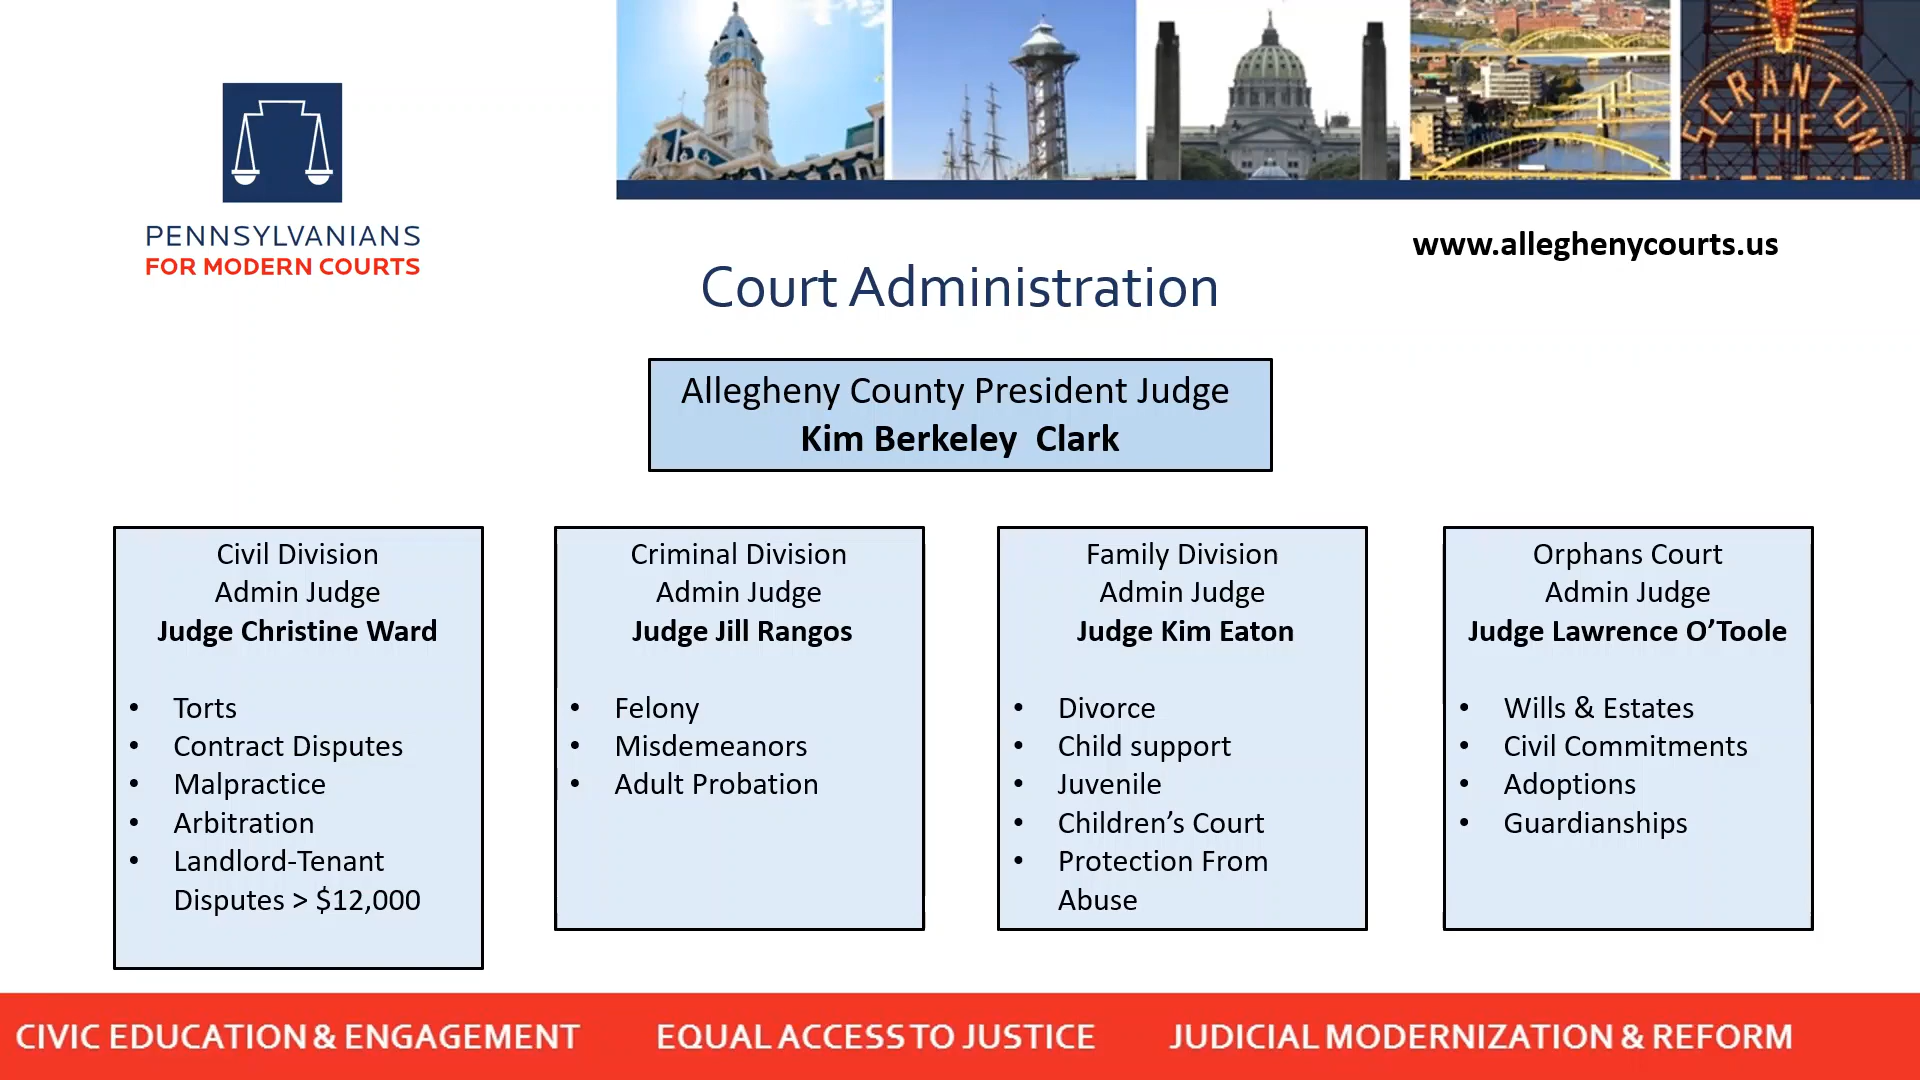 SCRANTON
THE
PENNSYLVANIANS
FOR MODERN COURTS
www.alleghenycourts.us
Court Administration
Allegheny County President Judge
Kim Berkeley Clark
Civil Division
Admin Judge
Judge Christine Ward
• Torts
• Contract Disputes
• Malpractice
• Arbitration
• Landlord-Tenant
Disputes > $12,000
Criminal Division
Admin Judge
Judge Jill Rangos
• Felony
• Misdemeanors
• Adult Probation
Family Division
Admin Judge
Judge Kim Eaton
• Divorce
• Child support
• Juvenile
• Children’s Court
• Protection From
Abuse
Orphans Court
Admin Judge
Judge Lawrence O’Toole
• Wills & Estates
• Civil Commitments
• Adoptions
• Guardianships
CIVIC EDUCATION & ENGAGEMENT EQUAL ACCESS TO JUSTICE JUDICIAL MODERNIZATION & REFORM